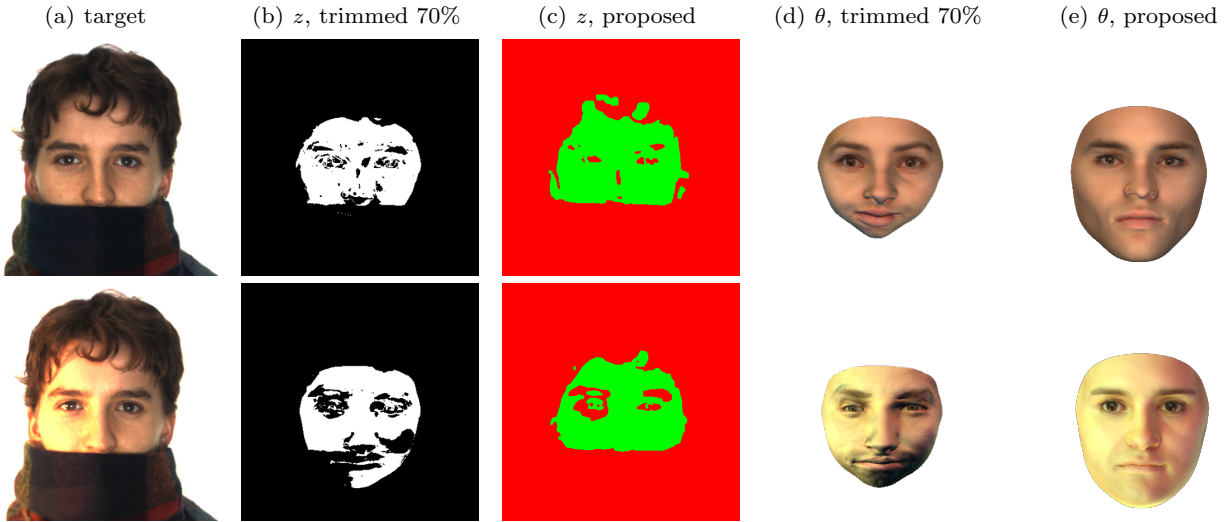 (a) target (b) z, trimmed 70% (c) z, proposed (d) θ, trimmed 70% (e) θ, proposed